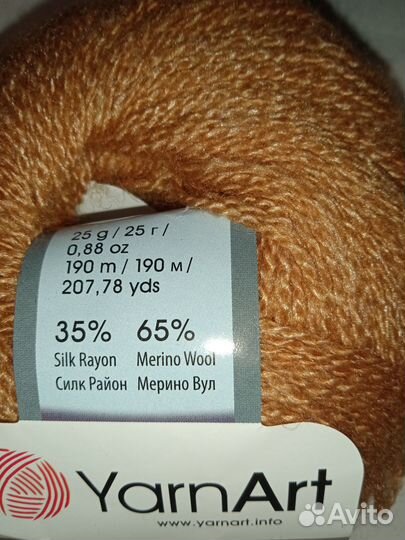 25 g / 25 г /
0,88 oz
190 m / 190 м /
207,78 yds
35% 65%
Silk Rayon Merino Wool
Силк Район Мерино Вул
YarnArt
www.yarnart.info
Avito